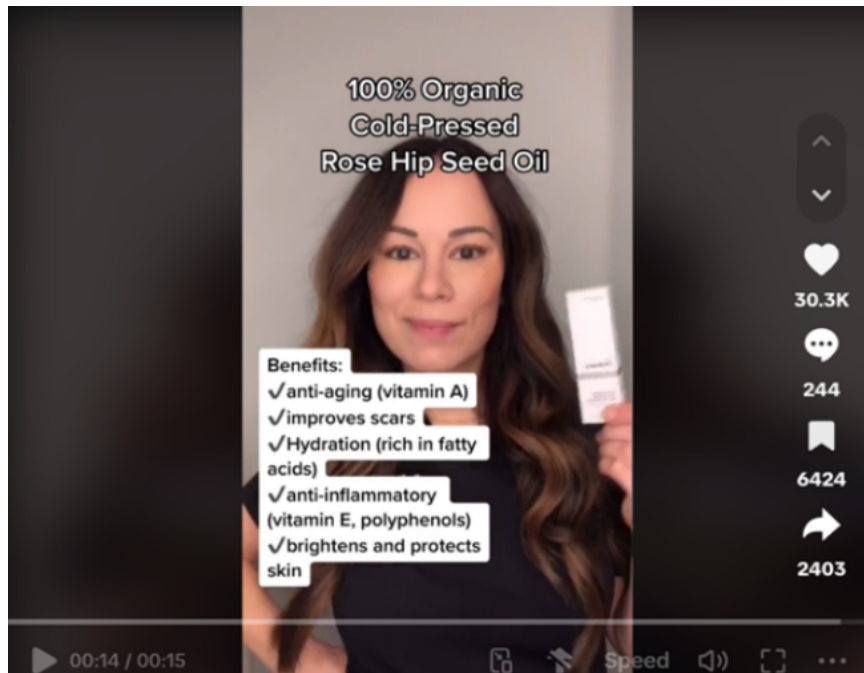 100% Organic
Cold-Pressed
Rose Hip Seed Oil
Benefits:
✓anti-aging (vitamin A)
✓improves scars
✓Hydration (rich in fatty
acids)
✓anti-inflammatory
(vitamin E, polyphenols)
✓brightens and protects
skin
30.3K
244
6424
2403
00:14 / 00:15
Speed